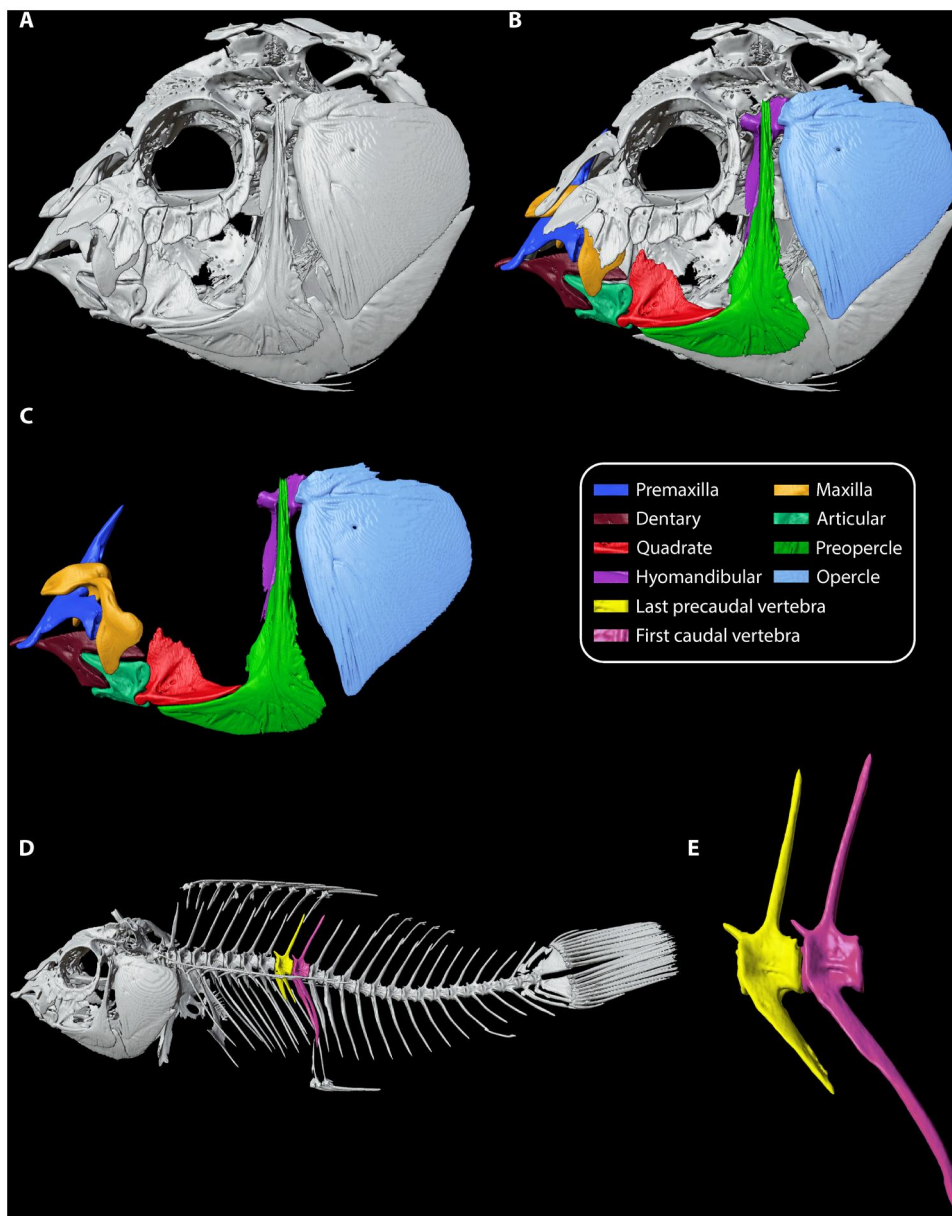 A
B
C
Premaxilla
Maxilla
Dentary
Articular
Quadrate
Preopercle
Hyomandibular
Opercle
Last precaudal vertebra
First caudal vertebra
D
E